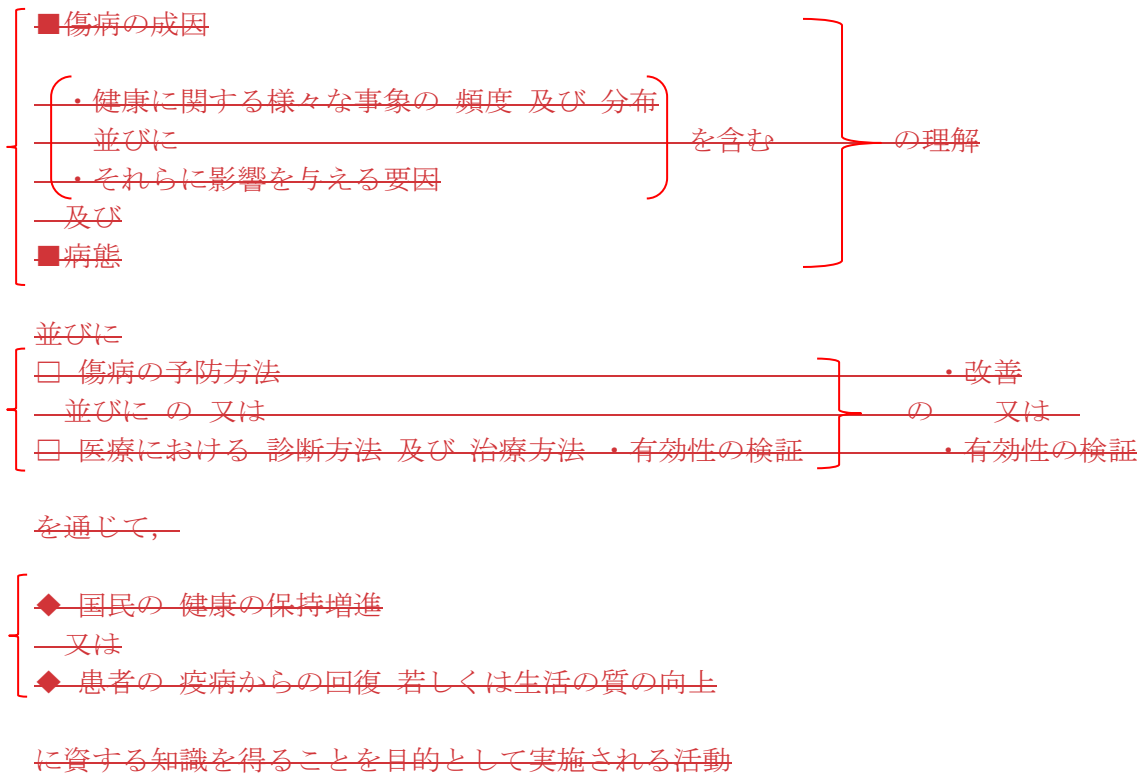 ■傷病の成因
・健康に関する様々な事象の 頻度 及び 分布
並びに を含む の理解
・それらに影響を与える要因
及び
■病態
並びに
□ 傷病の予防方法 ・改善
並びに の 又は の 又は
□ 医療における 診断方法 及び 治療方法 ・有効性の検証 ・有効性の検証
を通じて，
◆ 国民の 健康の保持増進
又は
◆ 患者の 疫病からの回復 若しくは生活の質の向上
に資する知識を得ることを目的として実施される活動